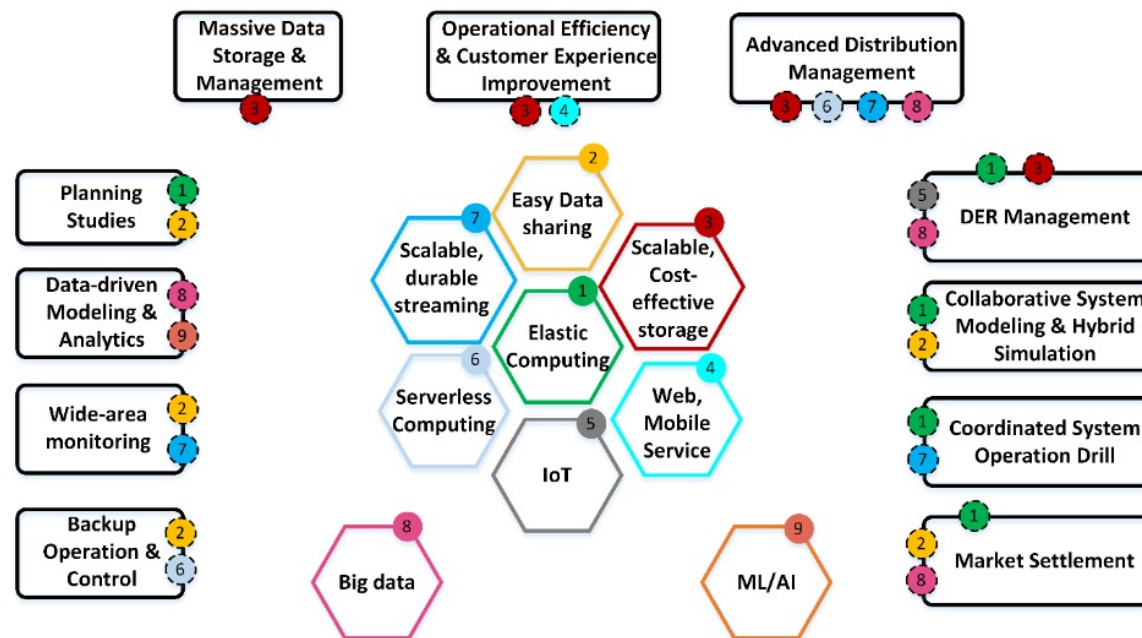 Massive Data
Storage &
Management
3
Operational Efficiency
& Customer Experience
Improvement
3 4
Advanced Distribution
Management
3 6 7 8
Planning
Studies
1
2
Data-driven
Modeling &
Analytics
8
9
Wide-area
monitoring
2
7
Backup
Operation &
Control
2
6
2
Easy Data
sharing
7
Scalable,
durable
streaming
3
Scalable,
Cost-
effective
storage
1
Elastic
Computing
6
Serverless
Computing
4
Web,
Mobile
Service
5
IoT
8
Big data
9
ML/AI
1 3
5
8
DER Management
1
2
Collaborative System
Modeling & Hybrid
Simulation
1
7
Coordinated System
Operation Drill
1
2
8
Market Settlement